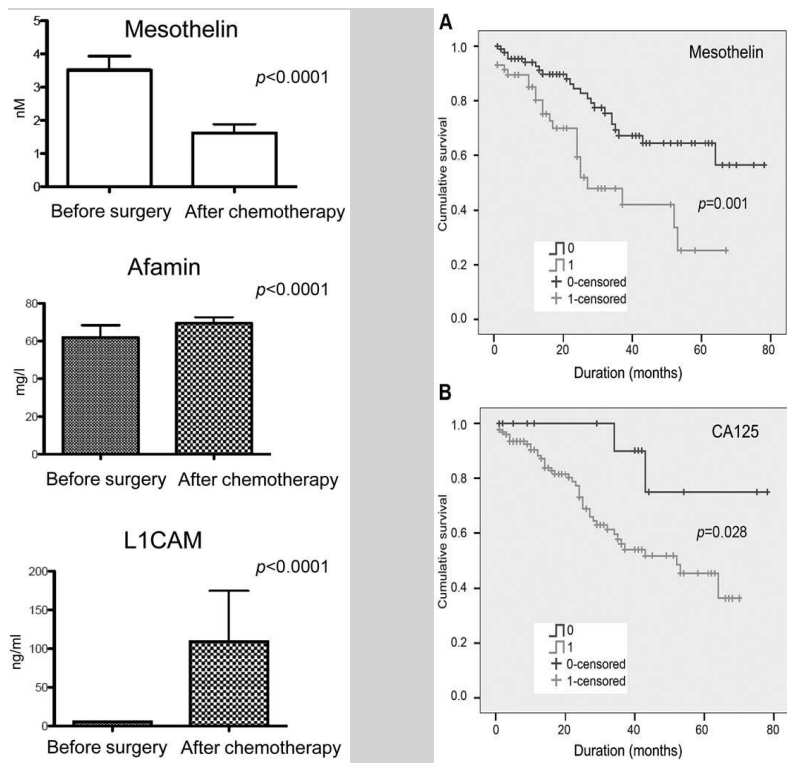 Mesothelin
p<0.0001
nM
5
4
3
2
1
0
Before surgery After chemotherapy
Afamin
p<0.0001
mg/l
80
60
0
20
0
Before surgery After chemotherapy
L1CAM
p<0.0001
ng/ml
200
150
100
50
0
Before surgery After chemotherapy
A
Mesothelin
Cumulative survival
1.0
0.8
0.6
0.4
0.2
0.0
p=0.001
0
1
0-censored
1-censored
0 20 40 60 80
Duration (months)
B
CA125
Cumulative survival
1.0
0.8
0.6
0.4
0.2
0.0
p=0.028
0
1
0-censored
1-censored
0 20 40 60 80
Duration (months)